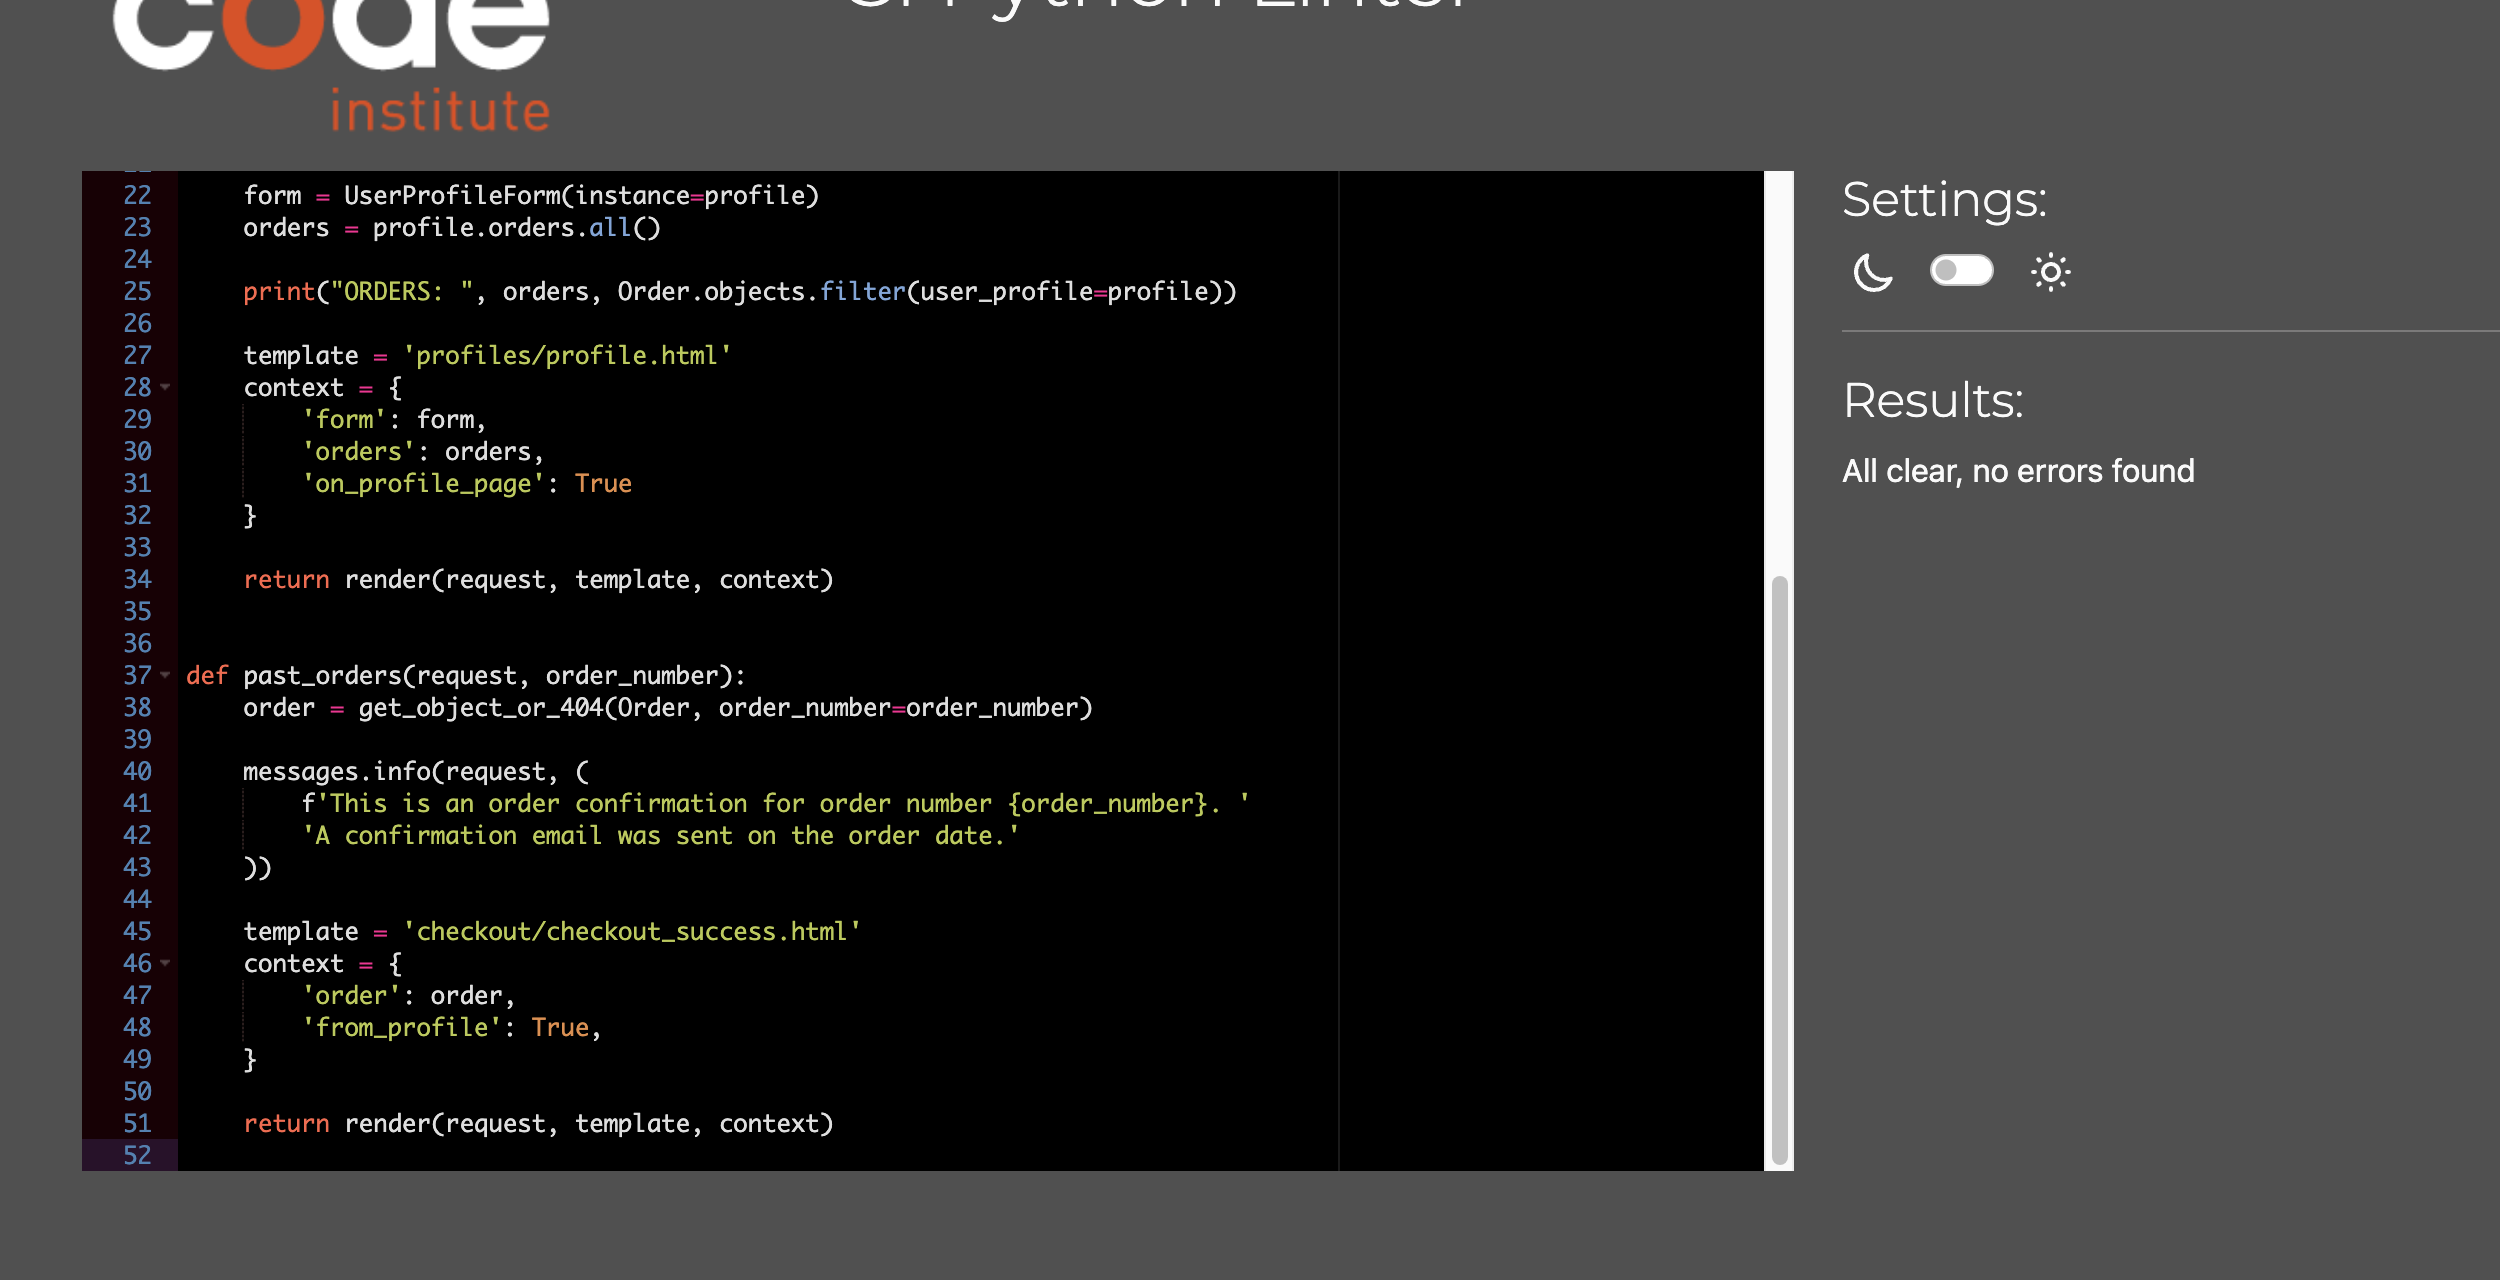 code
institute
Python Linter
22 form = UserProfileForm(instance=profile)
23 orders = profile.orders.all()
24
25 print("ORDERS: ", orders, Order.objects.filter(user_profile=profile))
26
27 template = 'profiles/profile.html'
28 context = {
29 'form': form,
30 'orders': orders,
31 'on_profile_page': True
32 }
33
34 return render(request, template, context)
35
36
37 def past_orders(request, order_number):
38 order = get_object_or_404(Order, order_number=order_number)
39
40 messages.info(request, (
41 f'This is an order confirmation for order number {order_number}. '
42 'A confirmation email was sent on the order date.'
43 ))
44
45 template = 'checkout/checkout_success.html'
46 context = {
47 'order': order,
48 'from_profile': True,
49 }
50
51 return render(request, template, context)
52
Settings:
Results:
All clear, no errors found